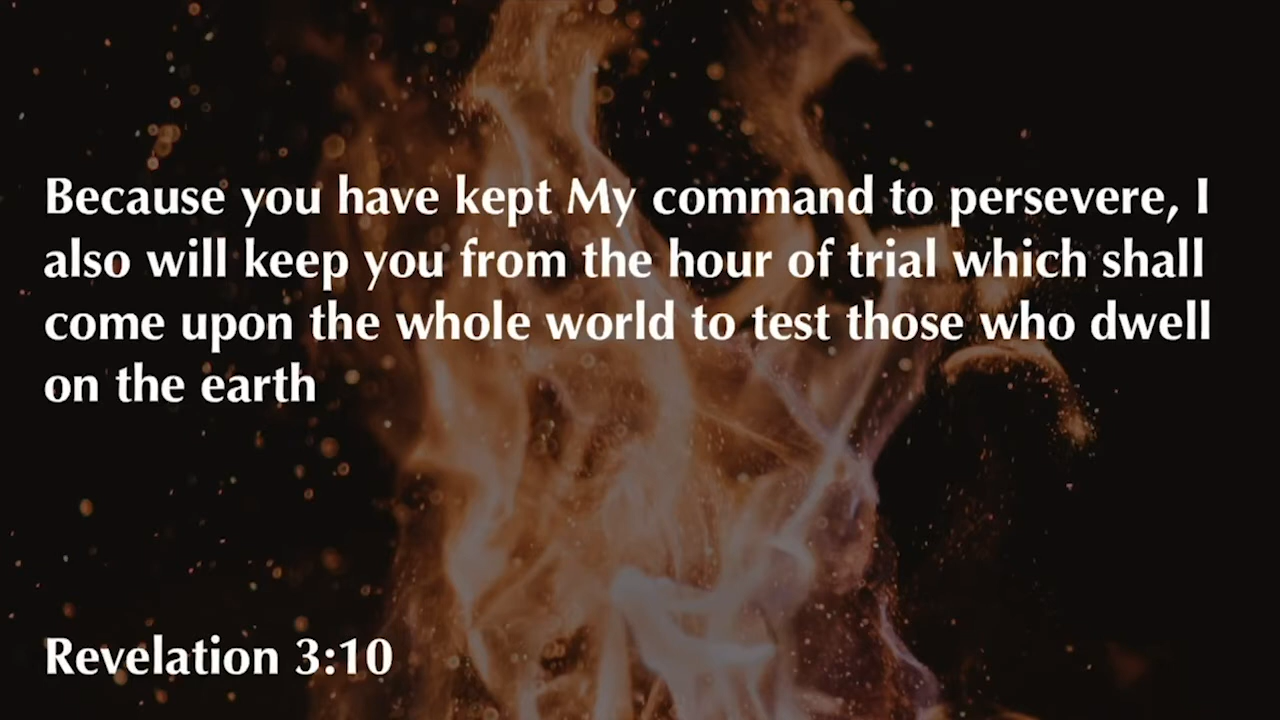 Because you have kept My command to persevere, I
also will keep you from the hour of trial which shall
come upon the whole world to test those who dwell
on the earth
Revelation 3:10